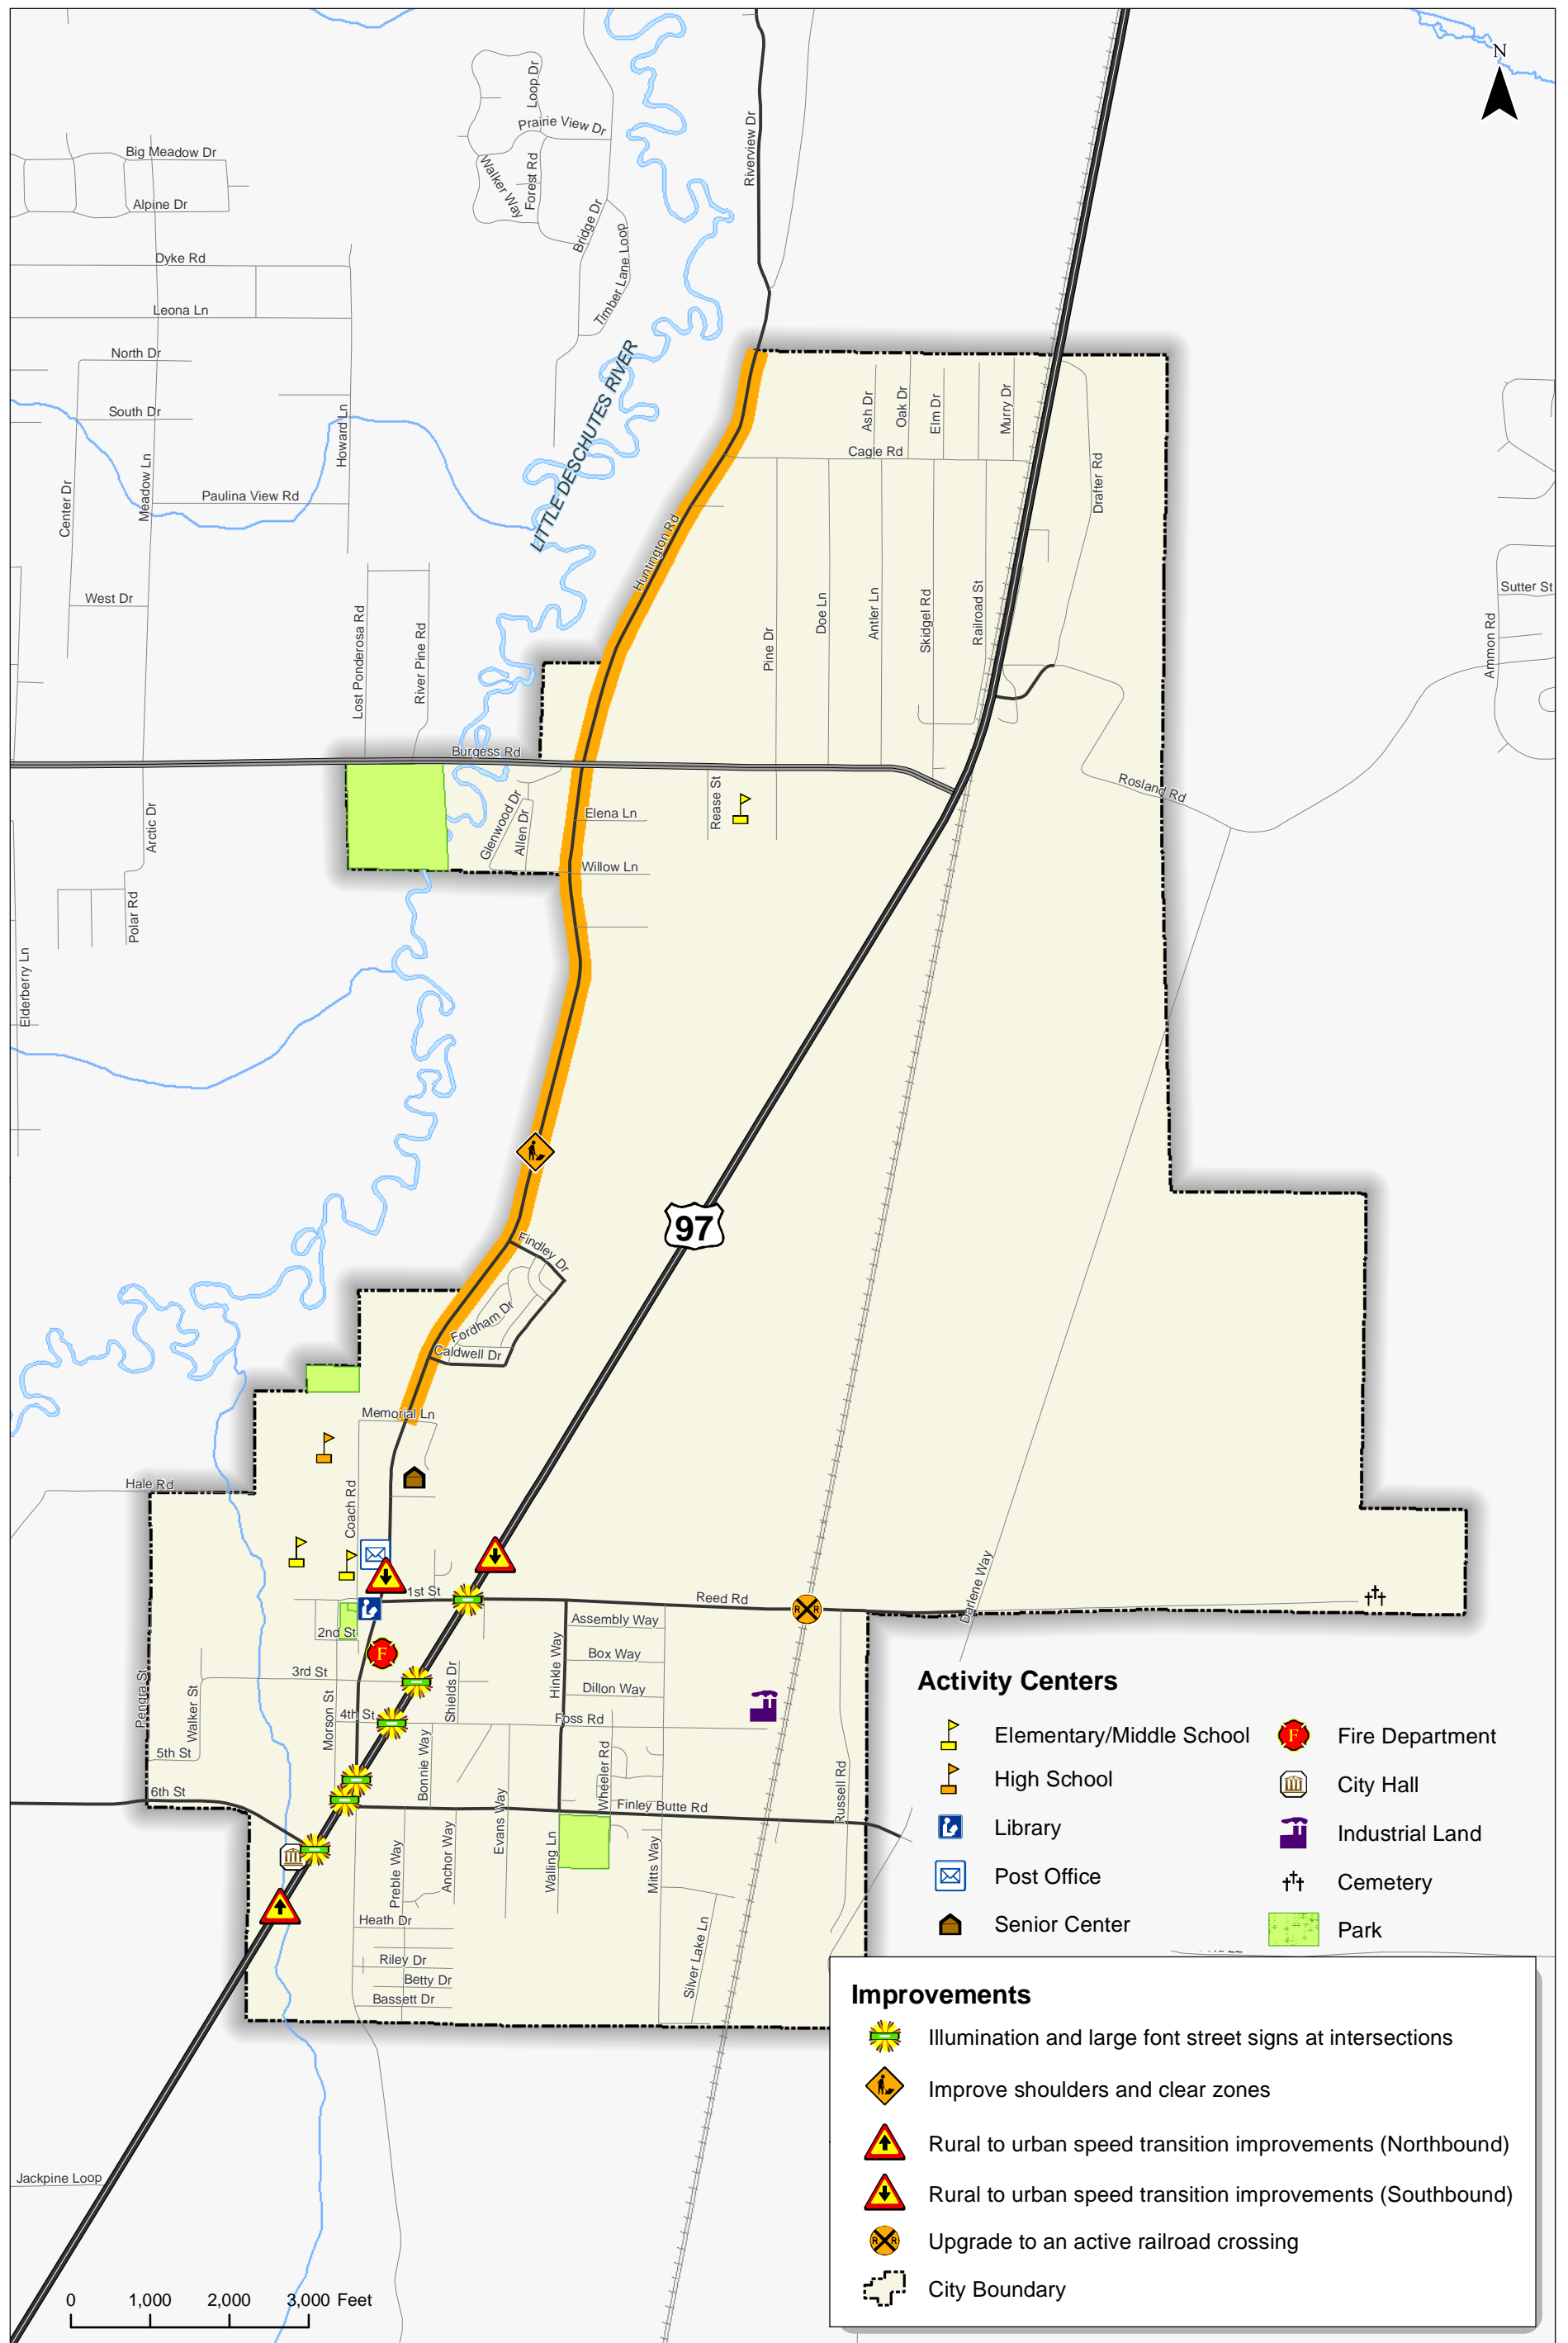 N
Loop Dr
Prairie View Dr
Riverview Dr
Big Meadow Dr
Walker Way
Forest Rd
Alpine Dr
Bridge Dr
Timber Lane Loop
Dyke Rd
Leona Ln
North Dr
LITTLE DESCHUTES RIVER
South Dr
Howard Ln
Ash Dr
Oak Dr
Elm Dr
Murry Dr
Cagle Rd
Center Dr
Meadow Ln
Paulina View Rd
Drafter Rd
Huntington Rd
West Dr
Sutter St
Lost Ponderosa Rd
River Pine Rd
Pine Dr
Doe Ln
Antler Ln
Skidgel Rd
Railroad St
Ammon Rd
Burgess Rd
Rosland Rd
Arctic Dr
Glenwood Dr
Allen Dr
Elena Ln
Rease St
Willow Ln
Polar Rd
Elderberry Ln
97
Findley Dr
Fordham Dr
Caldwell Dr
Memorial Ln
Hale Rd
Coach Rd
1st St
Reed Rd
R R
Darlene Way
Assembly Way
2nd St
F
Box Way
Hinkle Way
3rd St
Shields Dr
Dillon Way
Pengra St
Walker St
Morson St
4th St
Foss Rd
5th St
Bonnie Way
Wheeler Rd
Russell Rd
6th St
Finley Butte Rd
Evans Way
Preble Way
Anchor Way
Walling Ln
Mitts Way
Heath Dr
Riley Dr
Betty Dr
Bassett Dr
Silver Lake Ln
Jackpine Loop
Activity Centers
Elementary/Middle School
High School
Library
Post Office
Senior Center
F Fire Department
City Hall
Industrial Land
Cemetery
Park
Improvements
Illumination and large font street signs at intersections
Improve shoulders and clear zones
Rural to urban speed transition improvements (Northbound)
Rural to urban speed transition improvements (Southbound)
R R Upgrade to an active railroad crossing
City Boundary
0 1,000 2,000 3,000 Feet